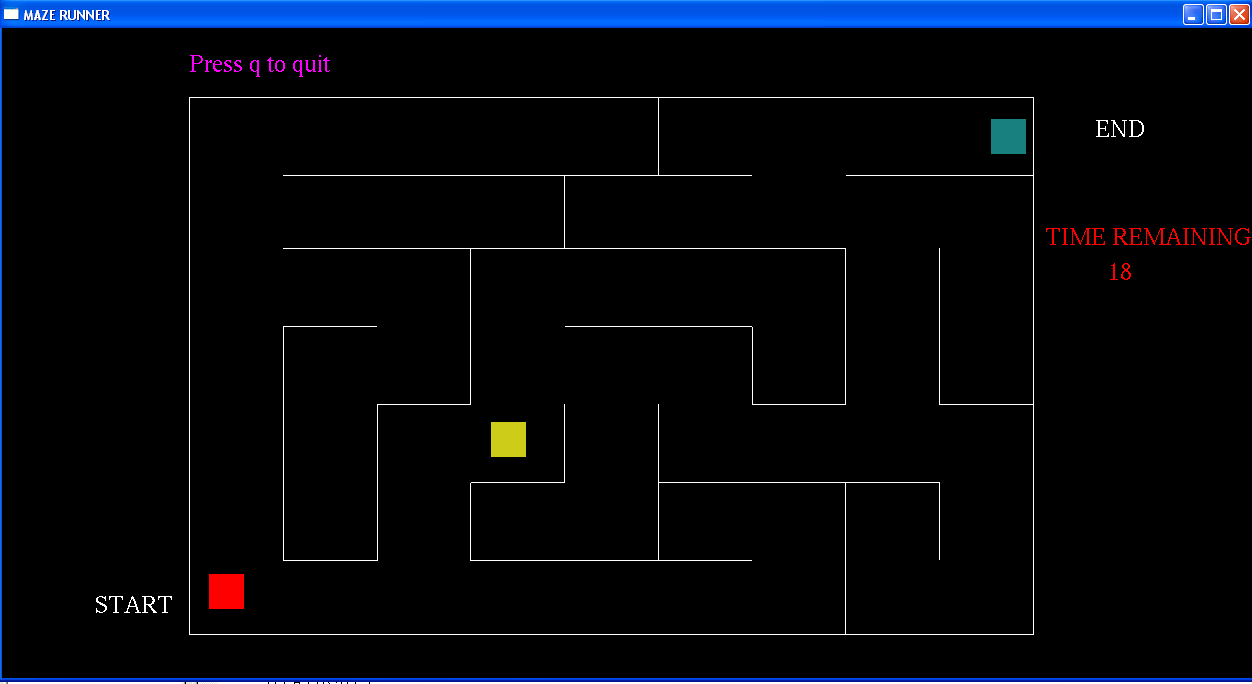 MAZE RUNNER
Press q to quit
END
TIME REMAINING
18
START